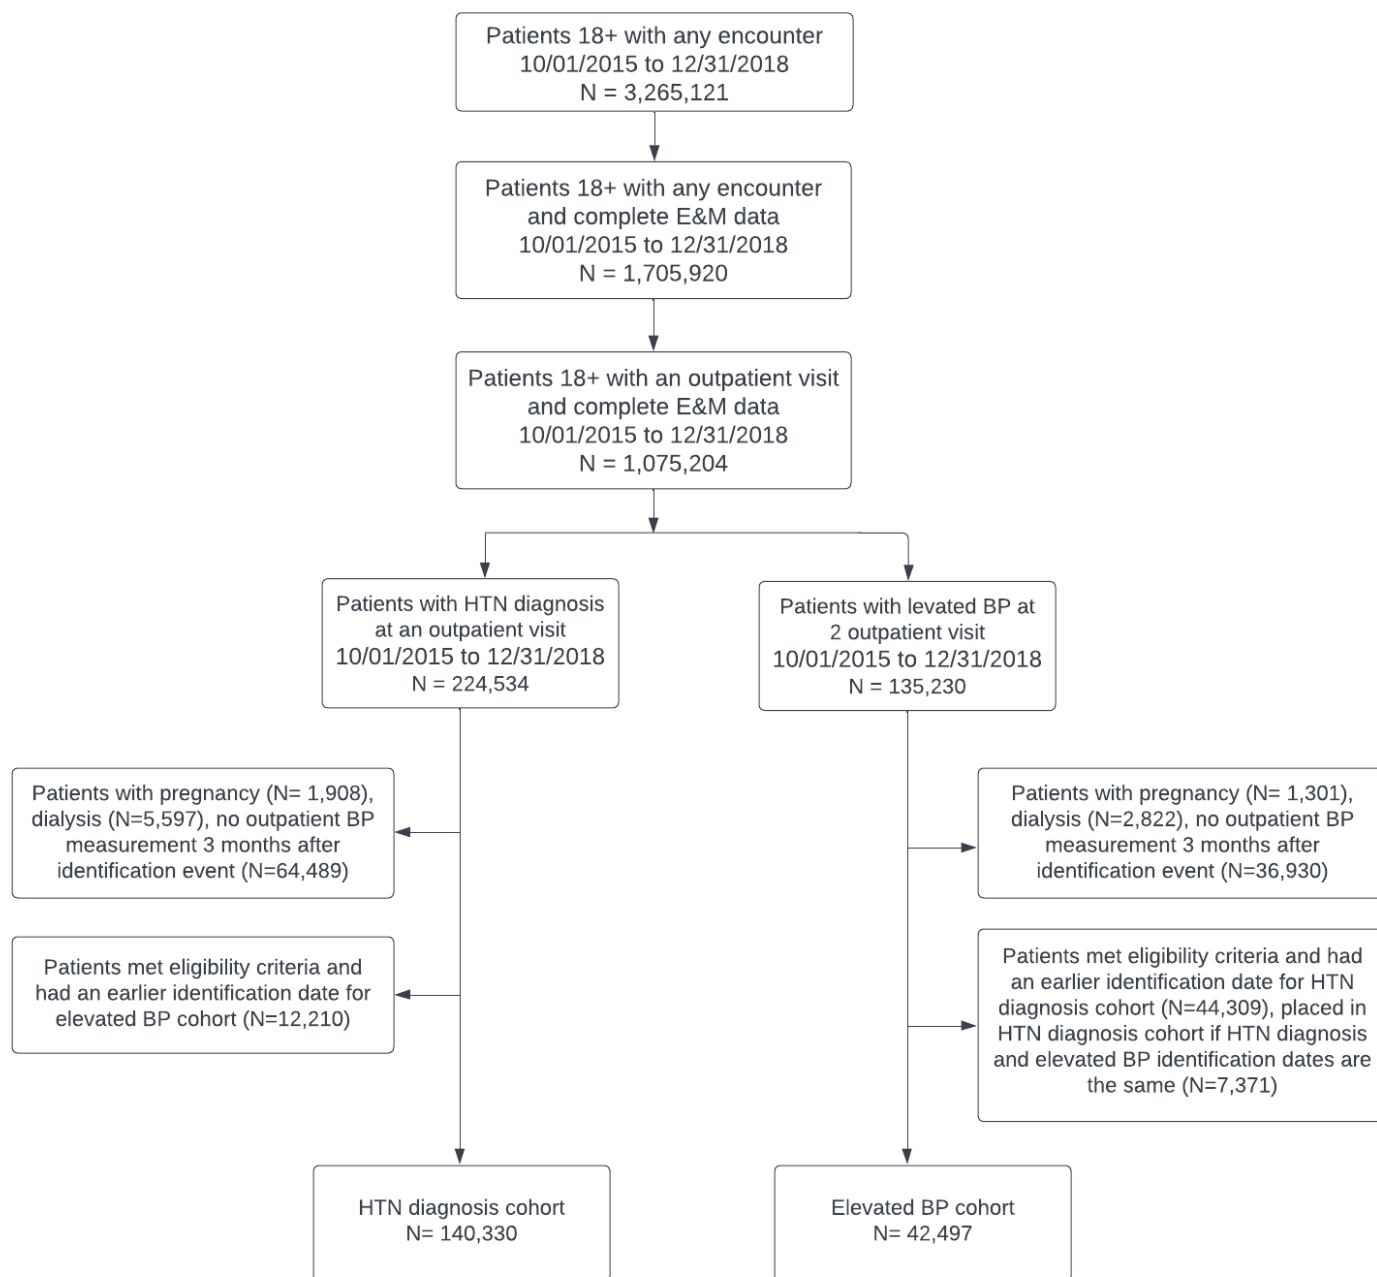 Patients 18+ with any encounter
10/01/2015 to 12/31/2018
N = 3,265,121
Patients 18+ with any encounter
and complete E&M data
10/01/2015 to 12/31/2018
N = 1,705,920
Patients 18+ with an outpatient visit
and complete E&M data
10/01/2015 to 12/31/2018
N = 1,075,204
Patients with HTN diagnosis
at an outpatient visit
10/01/2015 to 12/31/2018
N = 224,534
Patients with levated BP at
2 outpatient visit
10/01/2015 to 12/31/2018
N = 135,230
Patients with pregnancy (N= 1,908),
dialysis (N=5,597), no outpatient BP
measurement 3 months after
identification event (N=64,489)
Patients with pregnancy (N= 1,301),
dialysis (N=2,822), no outpatient BP
measurement 3 months after
identification event (N=36,930)
Patients met eligibility criteria and
had an earlier identification date for
elevated BP cohort (N=12,210)
Patients met eligibility criteria and had
an earlier identification date for HTN
diagnosis cohort (N=44,309), placed in
HTN diagnosis cohort if HTN diagnosis
and elevated BP identification dates are
the same (N=7,371)
HTN diagnosis cohort
N= 140,330
Elevated BP cohort
N= 42,497